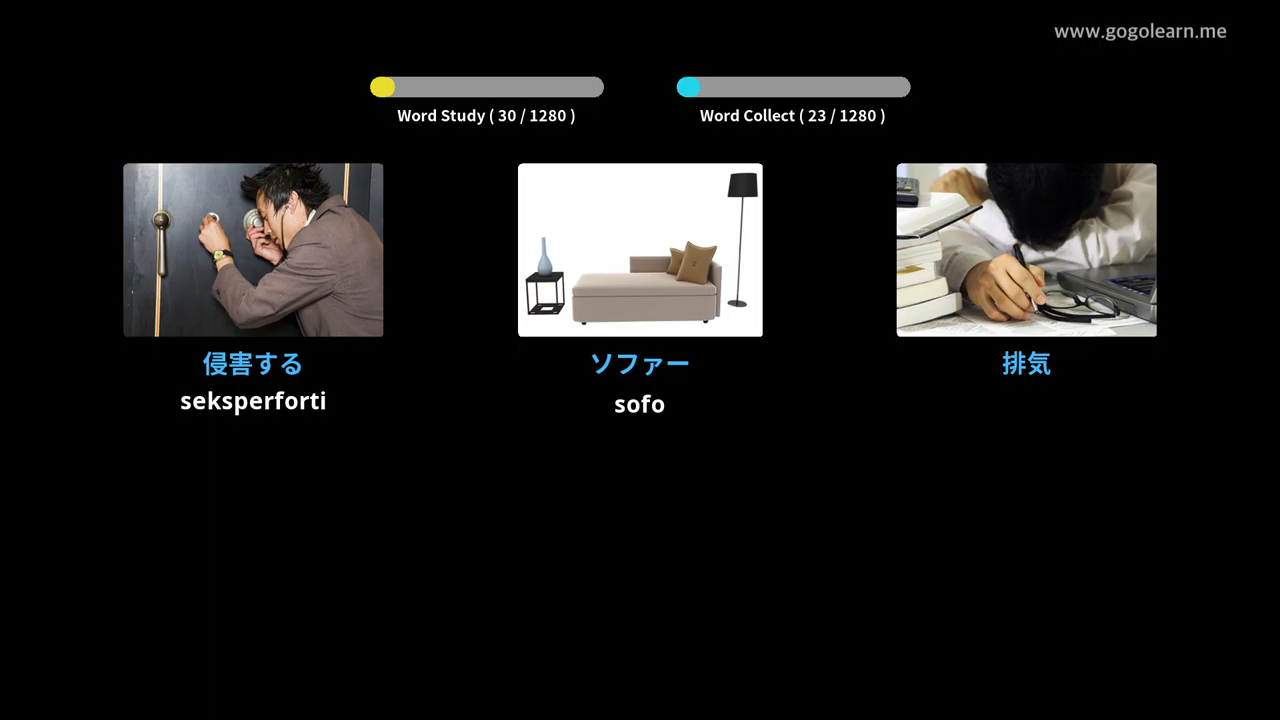 www.gogolearn.me
Word Study ( 30 / 1280 )
Word Collect ( 23 / 1280 )
侵害する
ソファー
排気
seksperforti
sofo